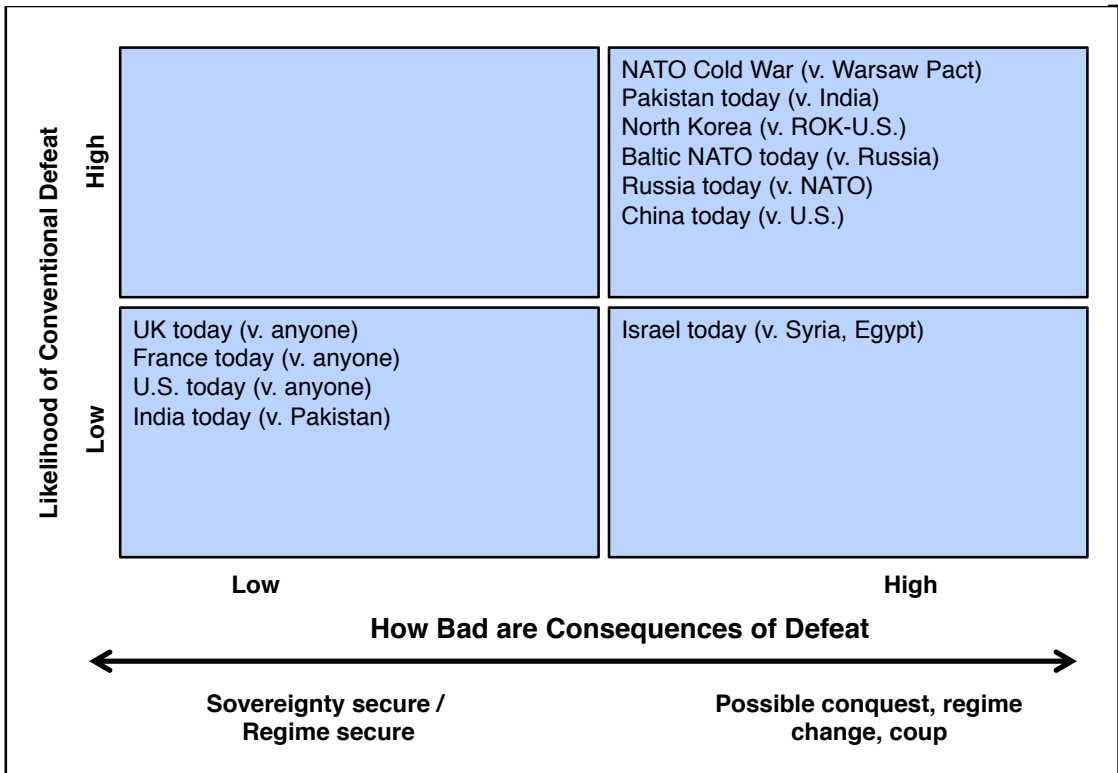 Likelihood of Conventional Defeat
High
Low
NATO Cold War (v. Warsaw Pact)
Pakistan today (v. India)
North Korea (v. ROK-U.S.)
Baltic NATO today (v. Russia)
Russia today (v. NATO)
China today (v. U.S.)
UK today (v. anyone)
France today (v. anyone)
U.S. today (v. anyone)
India today (v. Pakistan)
Israel today (v. Syria, Egypt)
Low
High
How Bad are Consequences of Defeat
Sovereignty secure /
Regime secure
Possible conquest, regime
change, coup